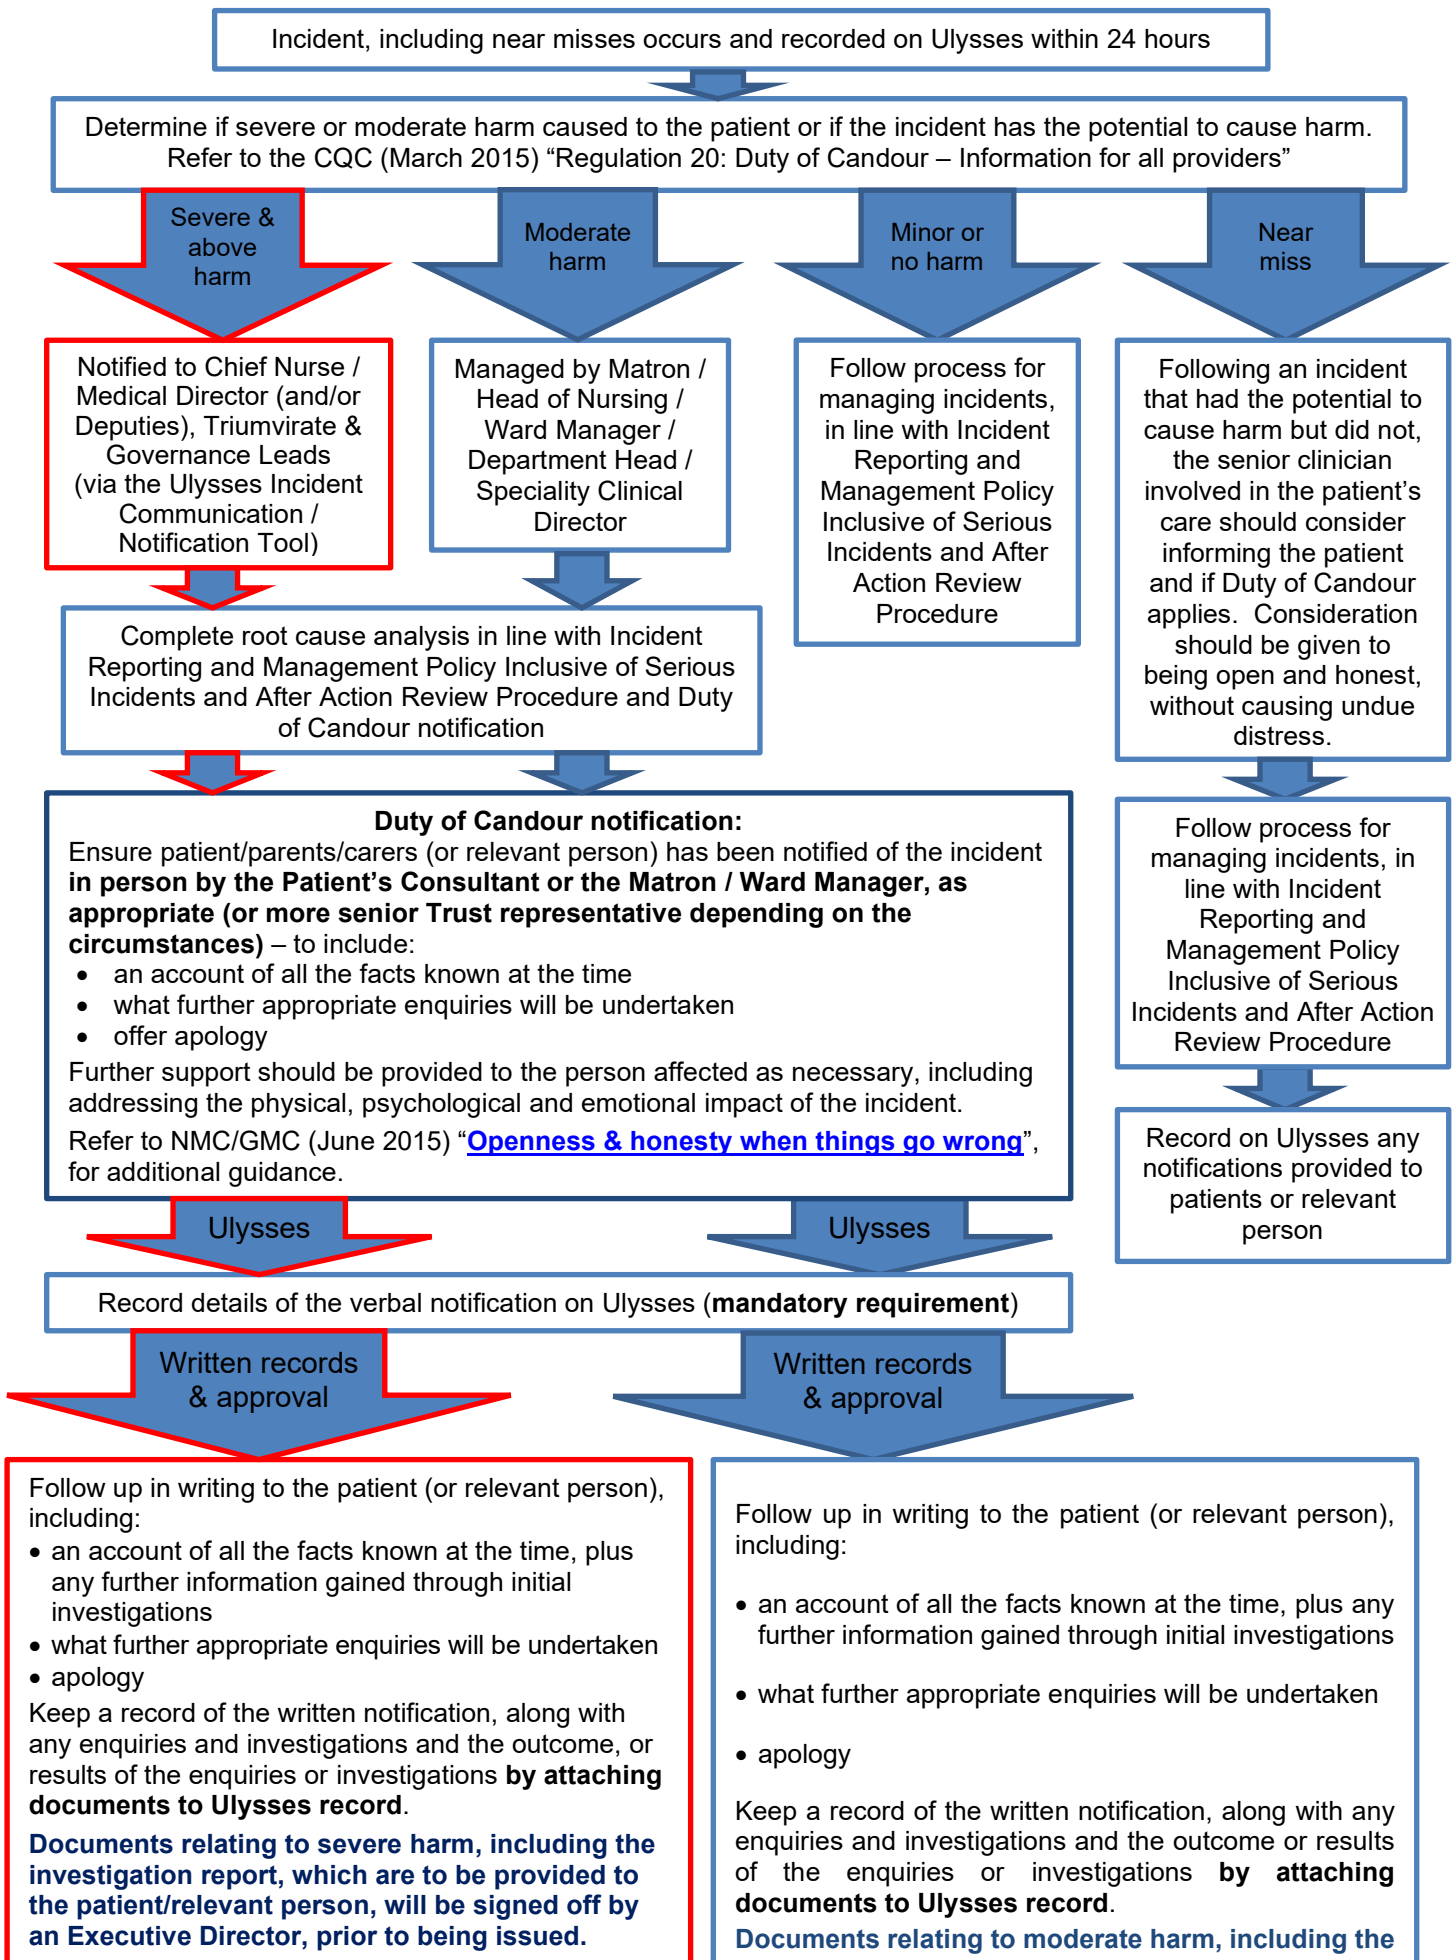 Incident, including near misses occurs and recorded on Ulysses within 24 hours
Determine if severe or moderate harm caused to the patient or if the incident has the potential to cause harm.
Refer to the CQC (March 2015) “Regulation 20: Duty of Candour – Information for all providers”
Severe &
above
harm
Moderate
harm
Minor or
no harm
Near
miss
Notified to Chief Nurse /
Medical Director (and/or
Deputies), Triumvirate &
Governance Leads
(via the Ulysses Incident
Communication /
Notification Tool)
Managed by Matron /
Head of Nursing /
Ward Manager /
Department Head /
Speciality Clinical
Director
Follow process for
managing incidents,
in line with Incident
Reporting and
Management Policy
Inclusive of Serious
Incidents and After
Action Review
Procedure
Following an incident
that had the potential to
cause harm but did not,
the senior clinician
involved in the patient’s
care should consider
informing the patient
and if Duty of Candour
applies.  Consideration
should be given to
being open and honest,
without causing undue
distress.
Complete root cause analysis in line with Incident
Reporting and Management Policy Inclusive of Serious
Incidents and After Action Review Procedure and Duty
of Candour notification
Duty of Candour notification:
Ensure patient/parents/carers (or relevant person) has been notified of the incident
in person by the Patient’s Consultant or the Matron / Ward Manager, as
appropriate (or more senior Trust representative depending on the
circumstances) – to include:
• an account of all the facts known at the time
• what further appropriate enquiries will be undertaken
• offer apology
Further support should be provided to the person affected as necessary, including
addressing the physical, psychological and emotional impact of the incident.
Refer to NMC/GMC (June 2015) “Openness & honesty when things go wrong”,
for additional guidance.
Follow process for
managing incidents, in
line with Incident
Reporting and
Management Policy
Inclusive of Serious
Incidents and After Action
Review Procedure
Record on Ulysses any
notifications provided to
patients or relevant
person
Ulysses
Ulysses
Record details of the verbal notification on Ulysses (mandatory requirement)
Written records
& approval
Written records
& approval
Follow up in writing to the patient (or relevant person),
including:
• an account of all the facts known at the time, plus
any further information gained through initial
investigations
• what further appropriate enquiries will be undertaken
• apology
Keep a record of the written notification, along with
any enquiries and investigations and the outcome, or
results of the enquiries or investigations by attaching
documents to Ulysses record.
Documents relating to severe harm, including the
investigation report, which are to be provided to
the patient/relevant person, will be signed off by
an Executive Director, prior to being issued.
Follow up in writing to the patient (or relevant person),
including:
• an account of all the facts known at the time, plus any
further information gained through initial investigations
• what further appropriate enquiries will be undertaken
• apology
Keep a record of the written notification, along with any
enquiries and investigations and the outcome or results
of the enquiries or investigations by attaching
documents to Ulysses record.
Documents relating to moderate harm, including the